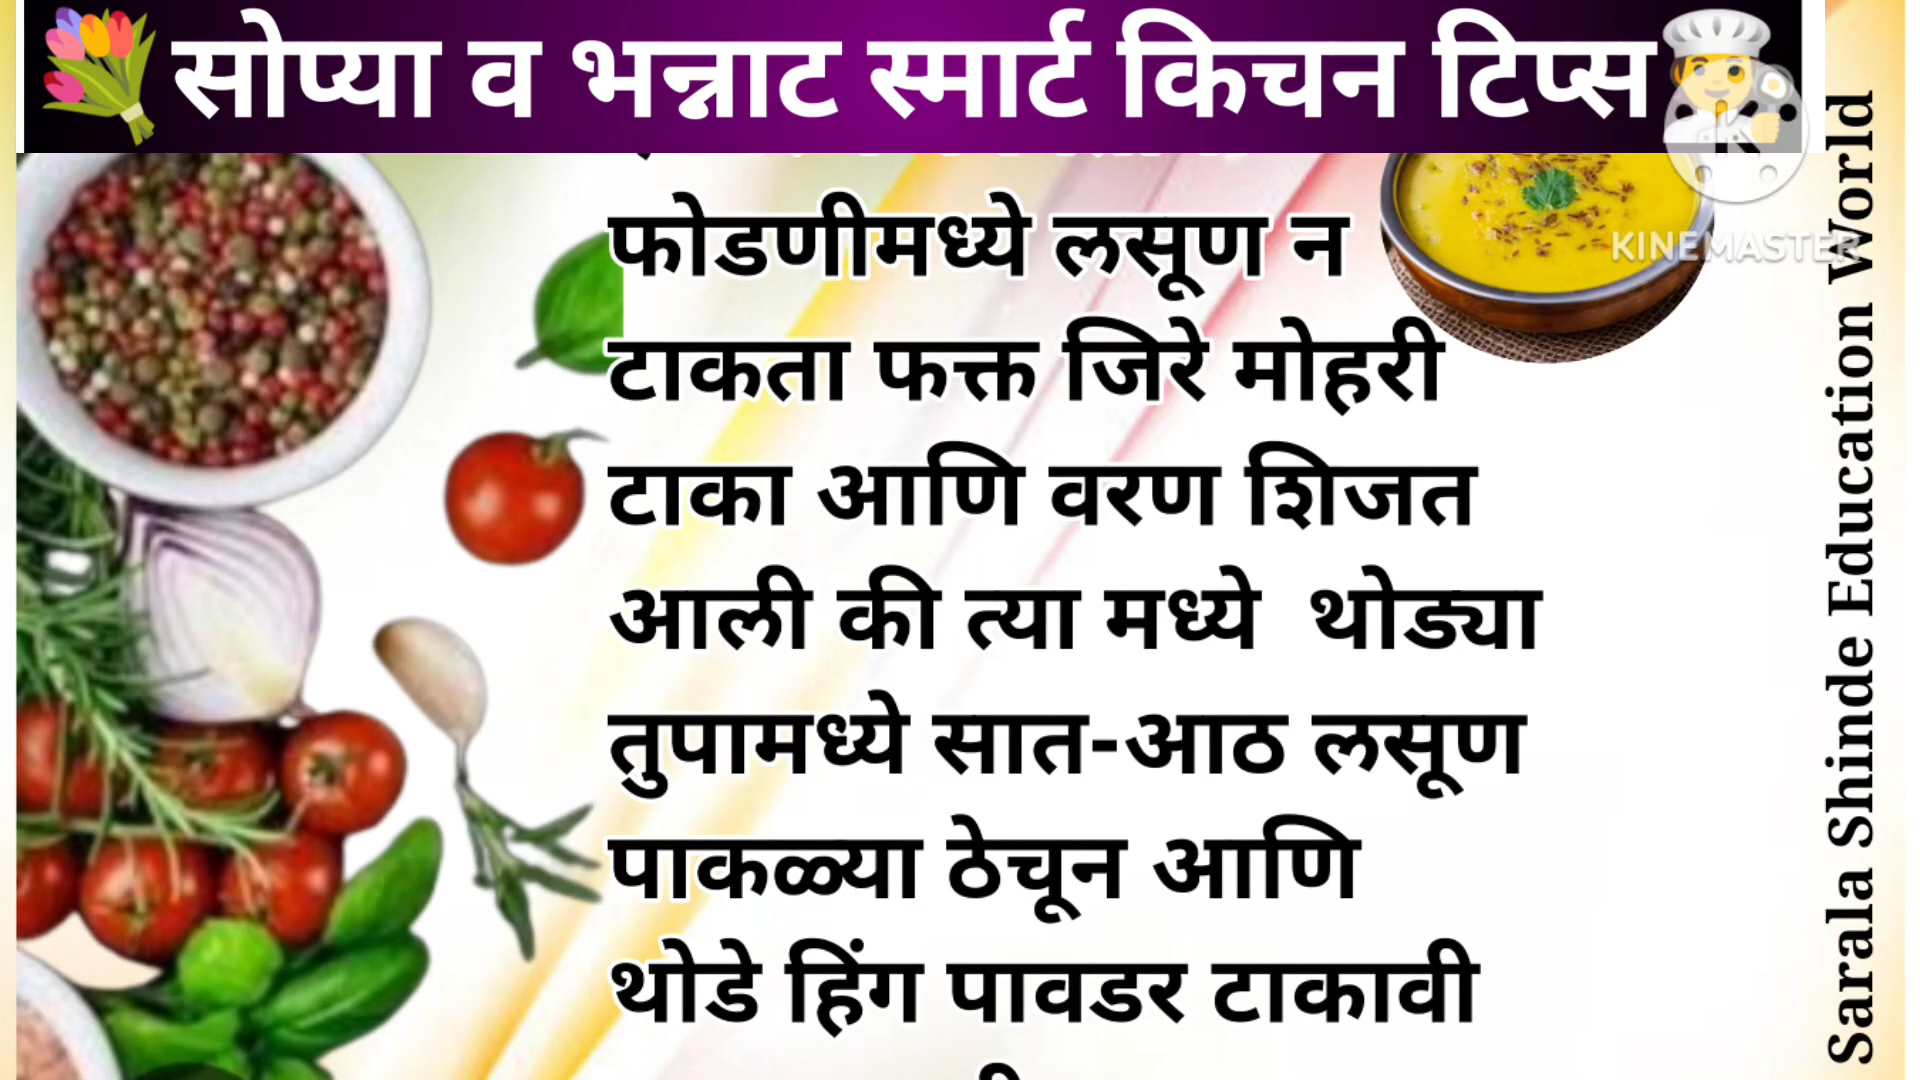 सोप्या व भन्नाट स्मार्ट किचन टिप्स
फोडणीमध्ये लसूण न
टाकता फक्त जिरे मोहरी
टाका आणि वरण शिजत
आली की त्या मध्ये थोड्या
तुपामध्ये सात-आठ लसूण
पाकळ्या ठेचून आणि
थोडे हिंग पावडर टाकावी
K
KINEMASTER
Sarala Shinde Education World